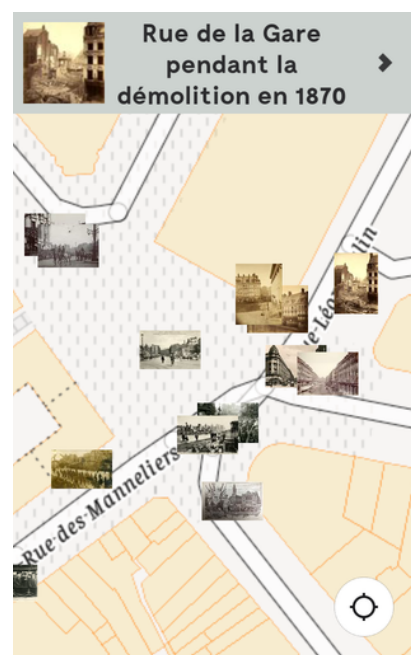 Rue de la Gare
pendant la
démolition en 1870
Rue des Manneliers